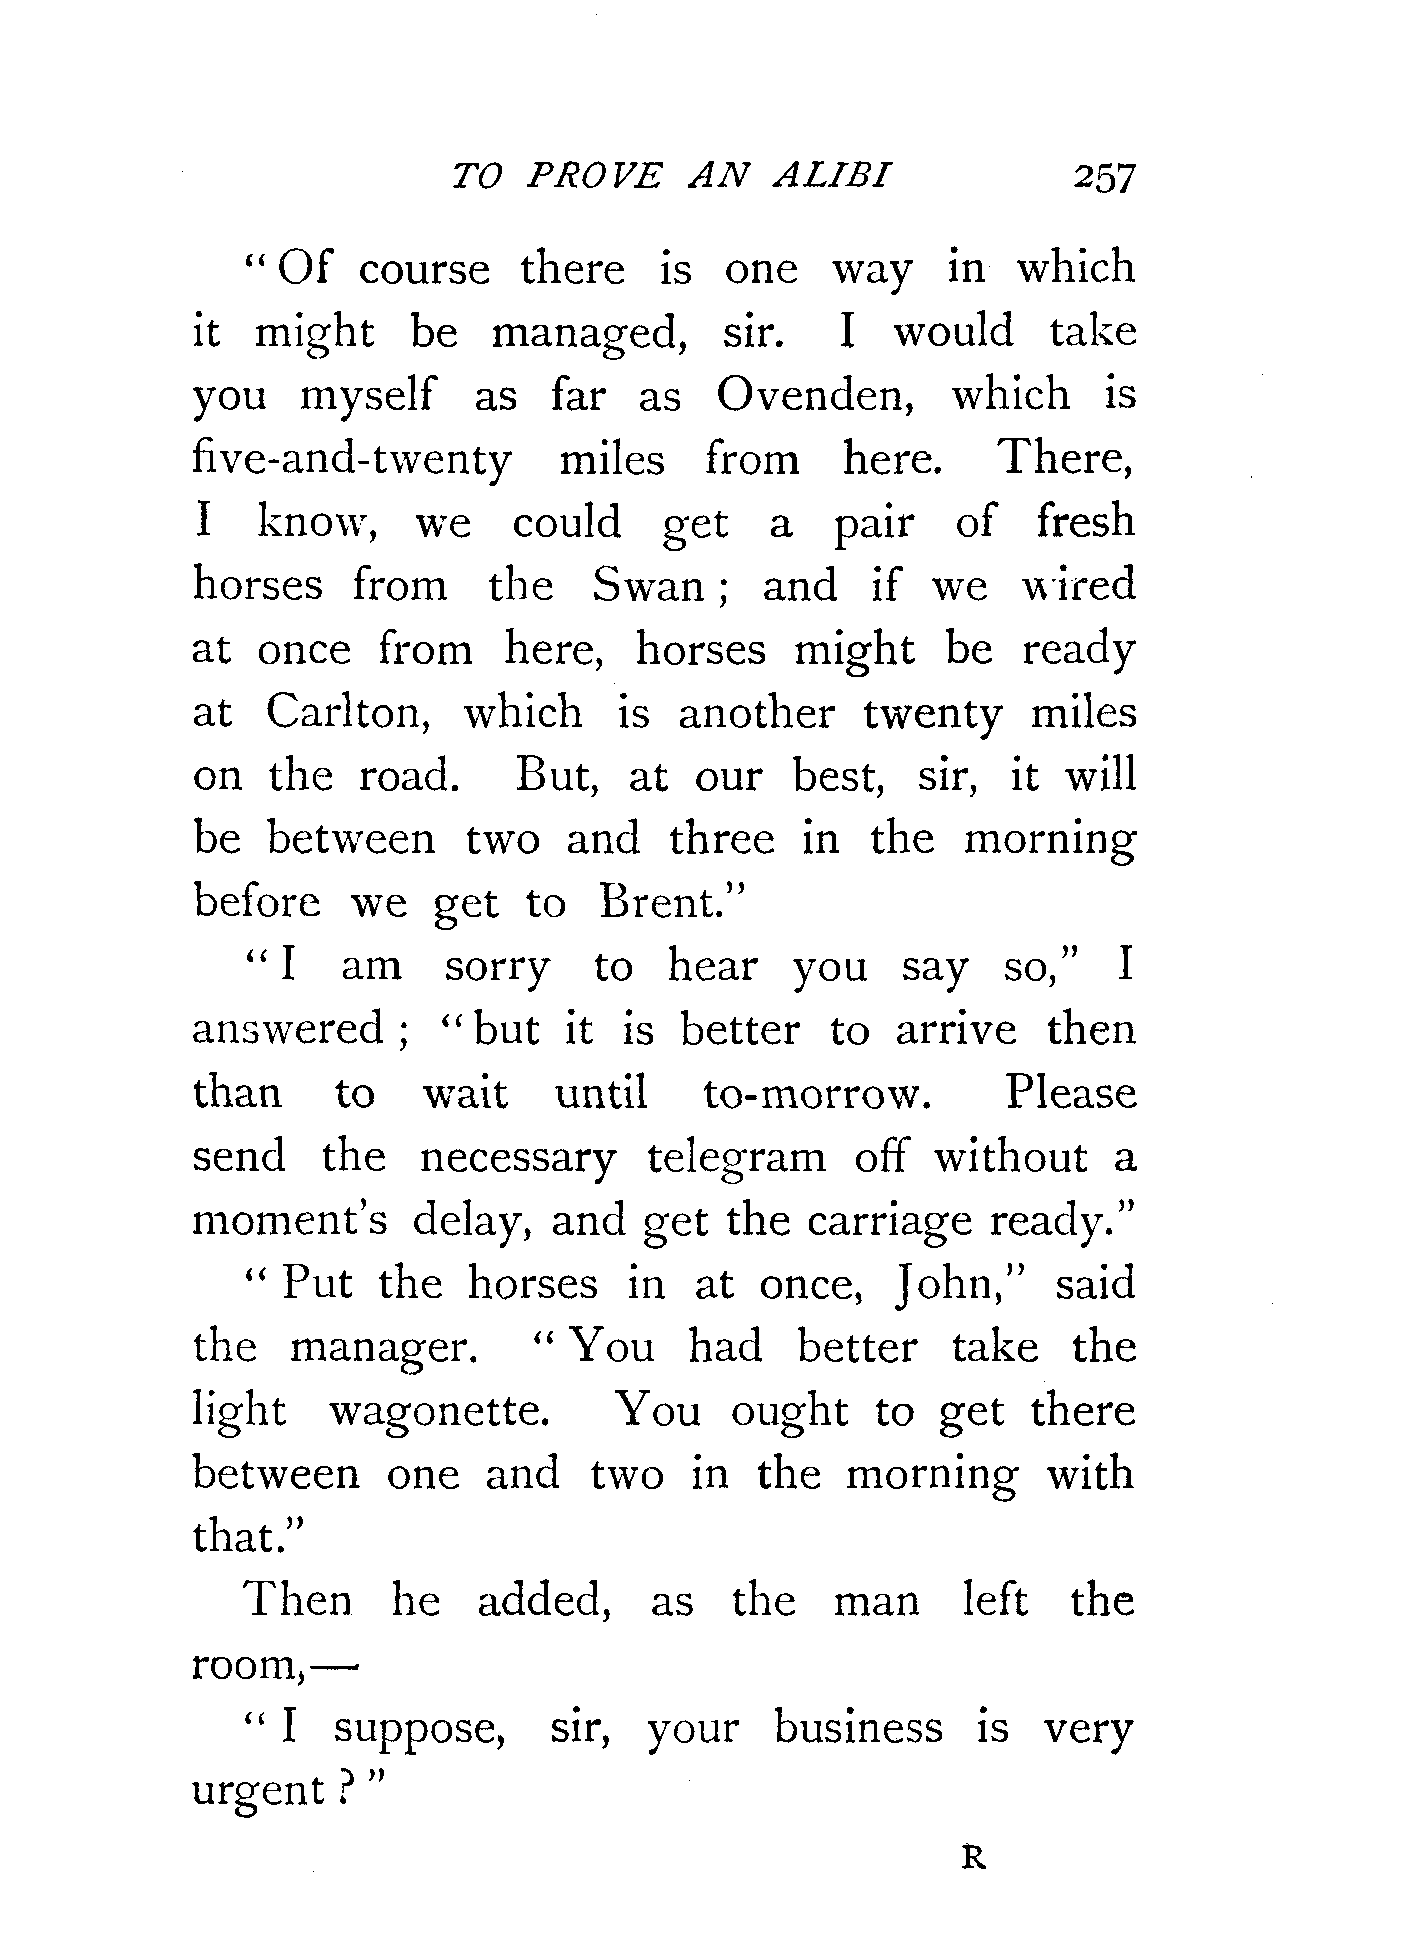 TO PROVE AN ALIBI 257
“ Of course there is one way in which
it might be managed, sir. I would take
you myself as far as Ovenden, which is
five-and-twenty miles from here. There,
I know, we could get a pair of fresh
horses from the Swan ; and if we wired
at once from here, horses might be ready
at Carlton, which is another twenty miles
on the road. But, at our best, sir, it will
be between two and three in the morning
before we get to Brent.”
“ I am sorry to hear you say so,” I
answered ; “ but it is better to arrive then
than to wait until to-morrow. Please
send the necessary telegram off without a
moment's delay, and get the carriage ready.”
“ Put the horses in at once, John,” said
the manager. “ You had better take the
light wagonette. You ought to get there
between one and two in the morning with
that.”
Then he added, as the man left the
room,—
“ I suppose, sir, your business is very
urgent ? ”
R